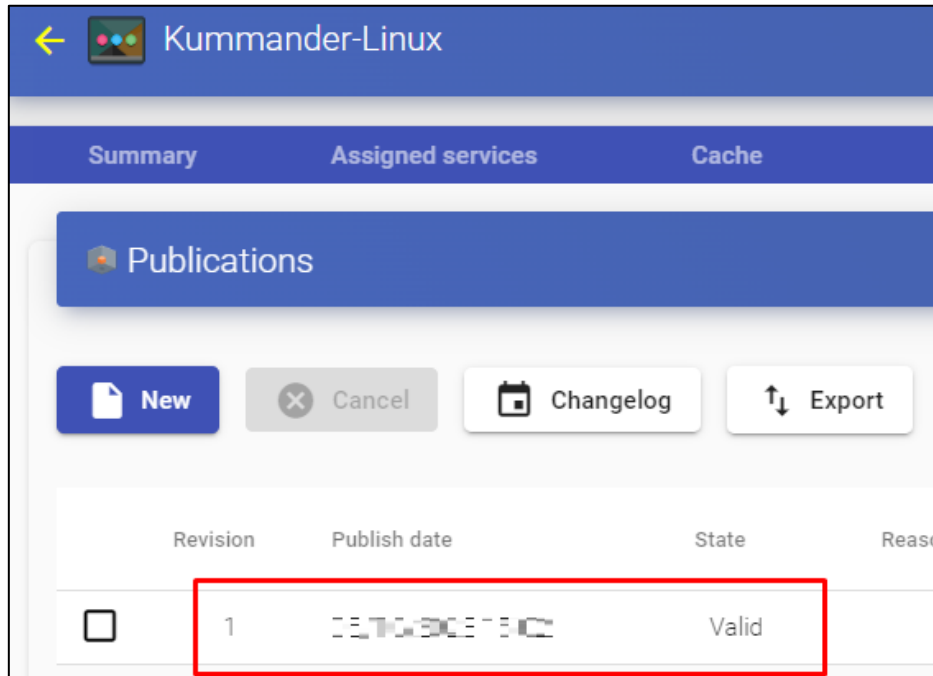 Kummander-Linux
Summary Assigned services Cache
Publications
New Cancel Changelog Export
Revision Publish date State
1 Valid